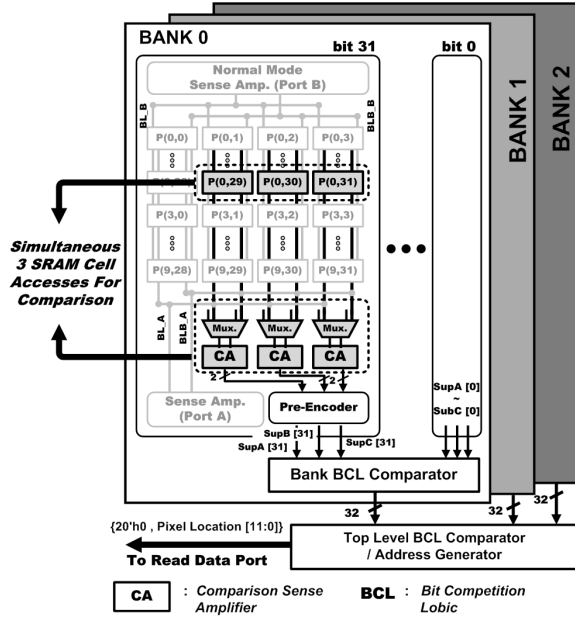 BANK 0
bit 31
bit 0
BANK 1
BANK 2
Normal Mode
Sense Amp. (Port B)
BL_B
BLB_B
P(0,0)
P(0,1)
P(0,2)
P(0,3)
P(0,29)
P(0,30)
P(0,31)
Simultaneous
3 SRAM Cell
Accesses For
Comparison
P(3,0)
P(3,1)
P(3,2)
P(3,3)
P(9,28)
P(9,29)
P(9,30)
P(9,31)
BL_A
BLB_A
Mux.
Mux.
Mux.
CA
CA
CA
2
2
Sense Amp.
(Port A)
Pre-Encoder
SupA [0]
~
SubC [0]
SupB [31]
SupA [31]
SupC [31]
Bank BCL Comparator
32
32
32
{20'h0 , Pixel Location [11:0]}
To Read Data Port
Top Level BCL Comparator
/ Address Generator
CA : Comparison Sense
Amplifier
BCL : Bit Competition
Lobic